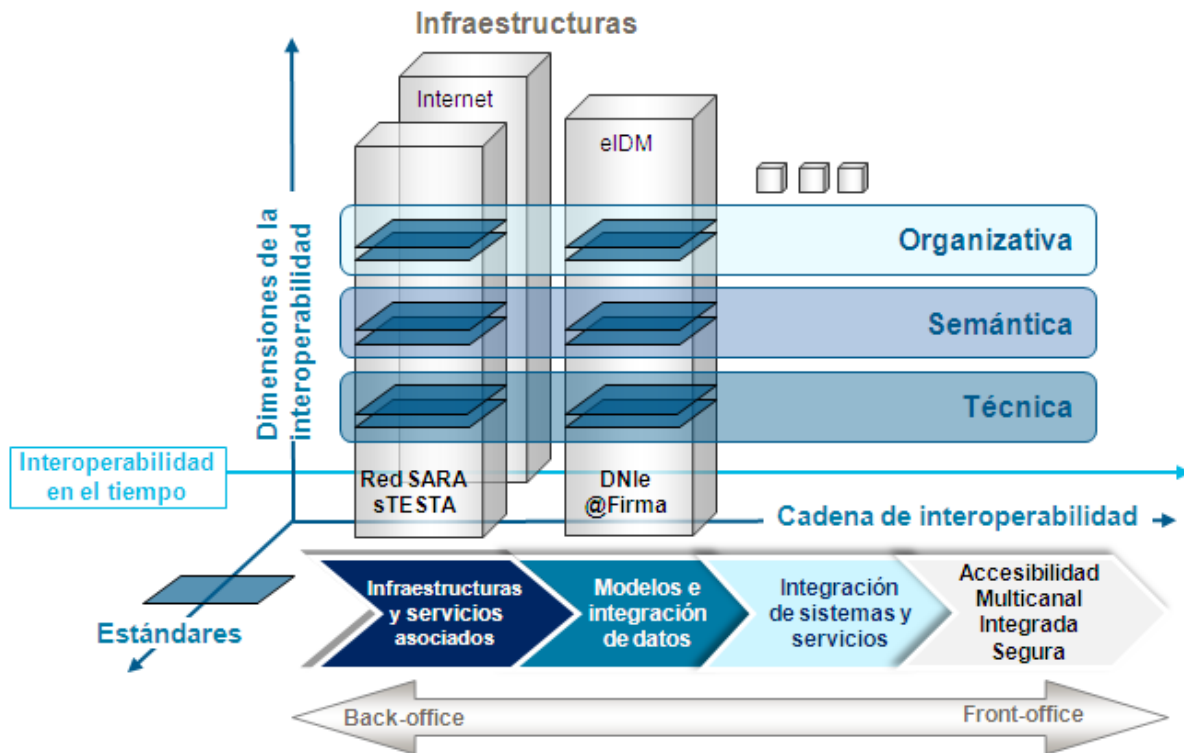 Infraestructuras
Internet
eIDM
Organizativa
Semántica
Técnica
Dimensiones de la
interoperabilidad
Interoperabilidad
en el tiempo
Red SARA
sTESTA
DNIe
@Firma
Cadena de interoperabilidad
Estándares
Infraestructuras
y servicios
asociados
Modelos e
integración
de datos
Integración
de sistemas y
servicios
Accesibilidad
Multicanal
Integrada
Segura
Back-office
Front-office